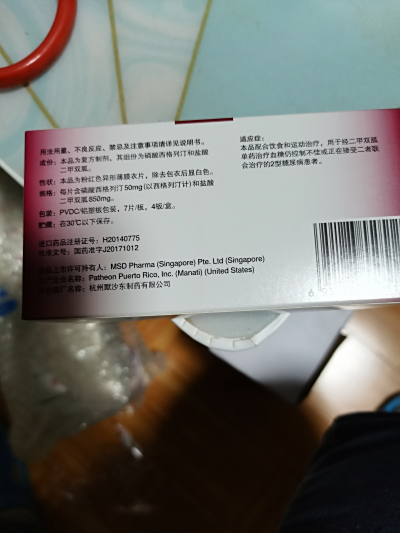 用法用量、不良反应、禁忌及注意事项请详见说明书。
成份：本品为复方制剂，其组份为磷酸西格列汀和盐酸
二甲双胍。
性状：本品为粉红色异形薄膜衣片，除去包衣后显白色。
规格：每片含磷酸西格列汀50mg(以西格列汀计)和盐酸
二甲双胍850mg。
包装：PVDC/铝塑板包装，7片/板，4板/盒。
贮藏：在30℃以下保存。
进口药品注册证号：H20140775
批准文号：国药准字J20171012
药品上市许可持有人：MSD Pharma (Singapore) Pte. Ltd (Singapore)
生产企业名称：Patheon Puerto Rico, Inc. (Manati) (United States)
杭州默沙东制药有限公司
适应症：
本品配合饮食和运动治疗，用于经二甲双胍
单药治疗血糖仍控制不佳或正在接受二者联
合治疗的2型糖尿病患者。